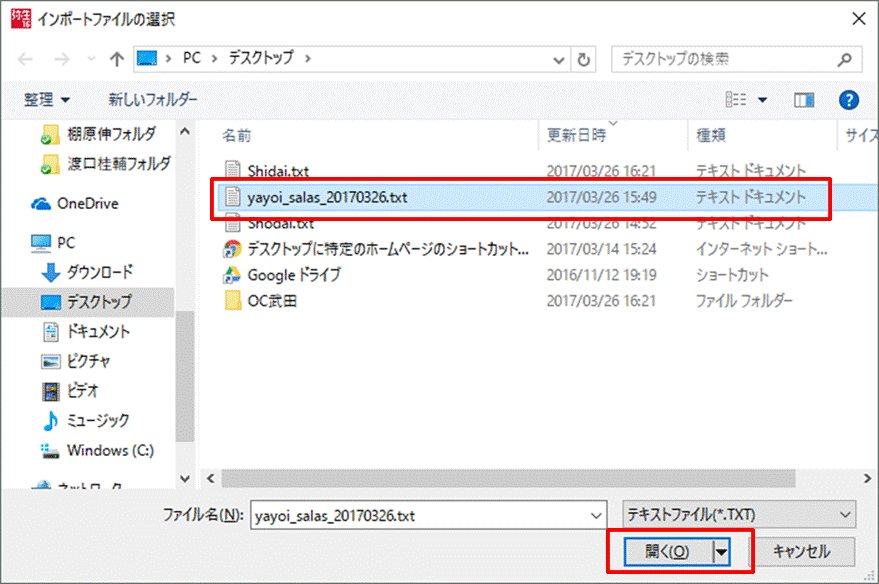 弥生 16 インポートファイルの選択
PC デスクトップ デスクトップの検索
整理 新しいフォルダー
棚原伸フォルダ
渡口桂輔フォルダ
OneDrive
PC
ダウンロード
デスクトップ
ドキュメント
ピクチャ
ビデオ
ミュージック
Windows (C:)
ネットワーク
名前 更新日時 種類 サイズ
Shidai.txt 2017/03/26 16:21 テキスト ドキュメント
yayoi_salas_20170326.txt 2017/03/26 15:49 テキスト ドキュメント
Shodai.txt 2017/03/26 14:52 テキスト ドキュメント
デスクトップに特定のホームページのショートカット... 2017/03/14 15:24 インターネット ショート...
Google ドライブ 2016/11/12 19:19 ショートカット
OC武田 2017/03/26 16:21 ファイル フォルダー
ファイル名(N): yayoi_salas_20170326.txt テキストファイル(*.TXT)
開く(O) キャンセル